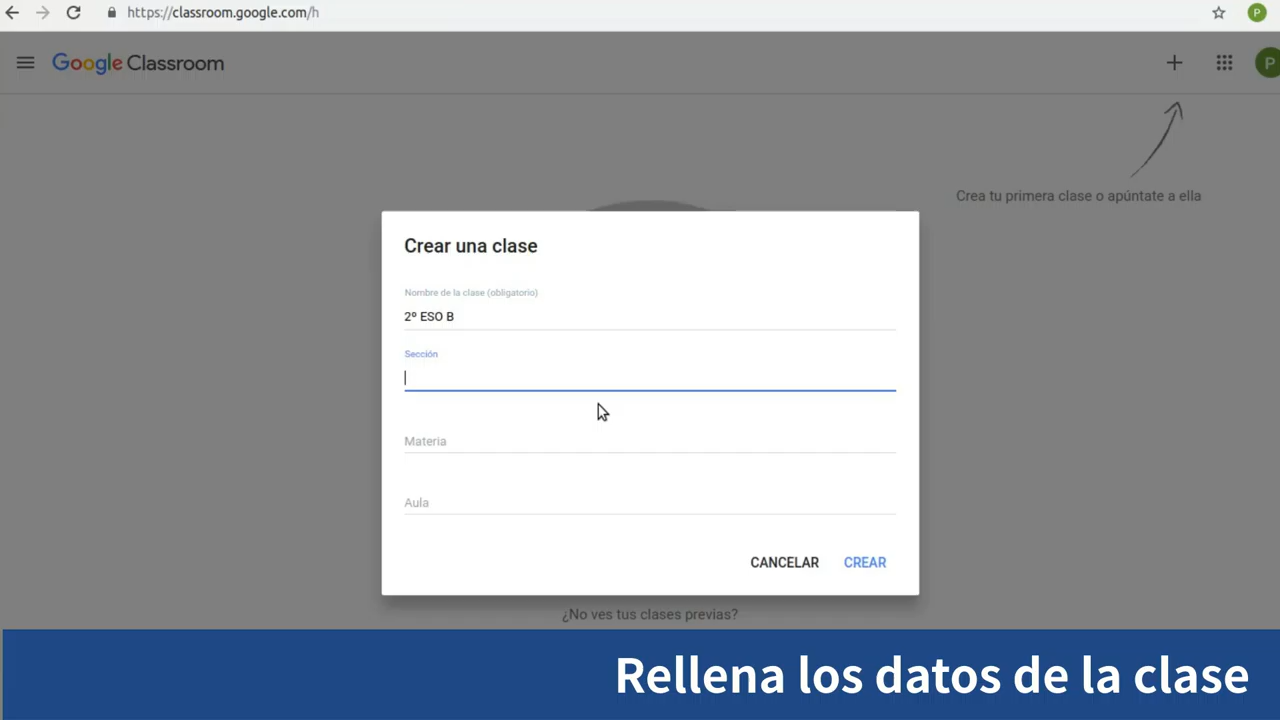 https://classroom.google.com/h
P
Google Classroom
P
Crea tu primera clase o apúntate a ella
Crear una clase
Nombre de la clase (obligatorio)
2º ESO B
Sección
Materia
Aula
CANCELAR CREAR
¿No ves tus clases previas?
Rellena los datos de la clase